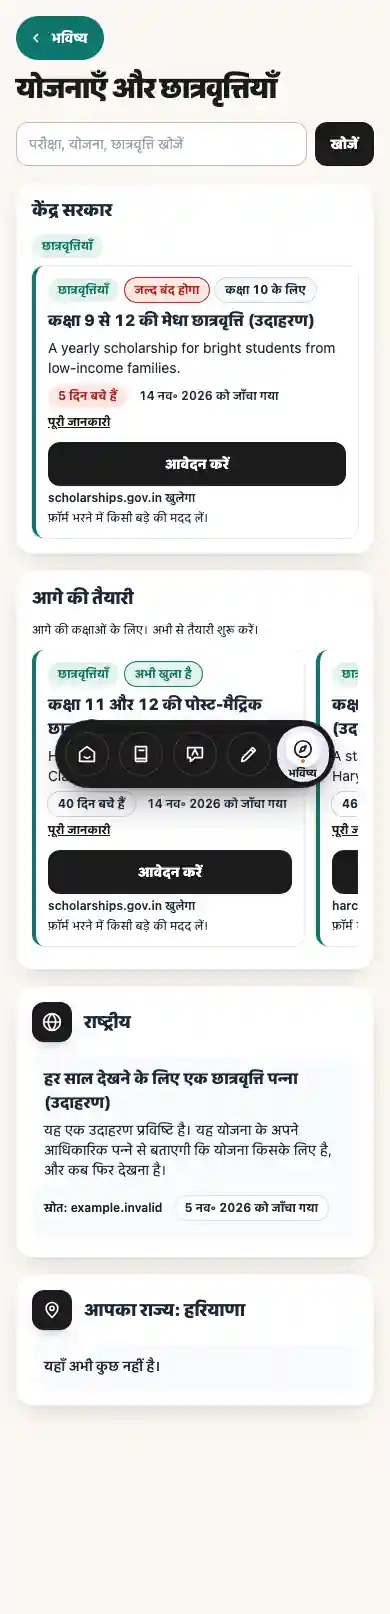 भविष्य
योजनाएँ और छात्रवृत्तियाँ
परीक्षा, योजना, छात्रवृत्ति खोजें
खोजें
केंद्र सरकार
छात्रवृत्तियाँ
छात्रवृत्तियाँ जल्द बंद होगा कक्षा 10 के लिए
कक्षा 9 से 12 की मेधा छात्रवृत्ति (उदाहरण)
A yearly scholarship for bright students from
low-income families.
5 दिन बचे हैं 14 नव॰ 2026 को जाँचा गया
पूरी जानकारी
आवेदन करें
scholarships.gov.in खुलेगा
फ़ॉर्म भरने में किसी बड़े की मदद लें।
आगे की तैयारी
आगे की कक्षाओं के लिए। अभी से तैयारी शुरू करें।
छात्रवृत्तियाँ अभी खुला है
कक्षा 11 और 12 की पोस्ट-मैट्रिक
भविष्य
40 दिन बचे हैं 14 नव॰ 2026 को जाँचा गया
पूरी जानकारी
आवेदन करें
scholarships.gov.in खुलेगा
फ़ॉर्म भरने में किसी बड़े की मदद लें।
A st
Hary
46
पूरी
harc
फ़ॉर्म
राष्ट्रीय
हर साल देखने के लिए एक छात्रवृत्ति पन्ना
(उदाहरण)
यह एक उदाहरण प्रविष्टि है। यह योजना के अपने
आधिकारिक पन्ने से बताएगी कि योजना किसके लिए है,
और कब फिर देखना है।
स्रोत: example.invalid 5 नव॰ 2026 को जाँचा गया
आपका राज्य: हरियाणा
यहाँ अभी कुछ नहीं है।